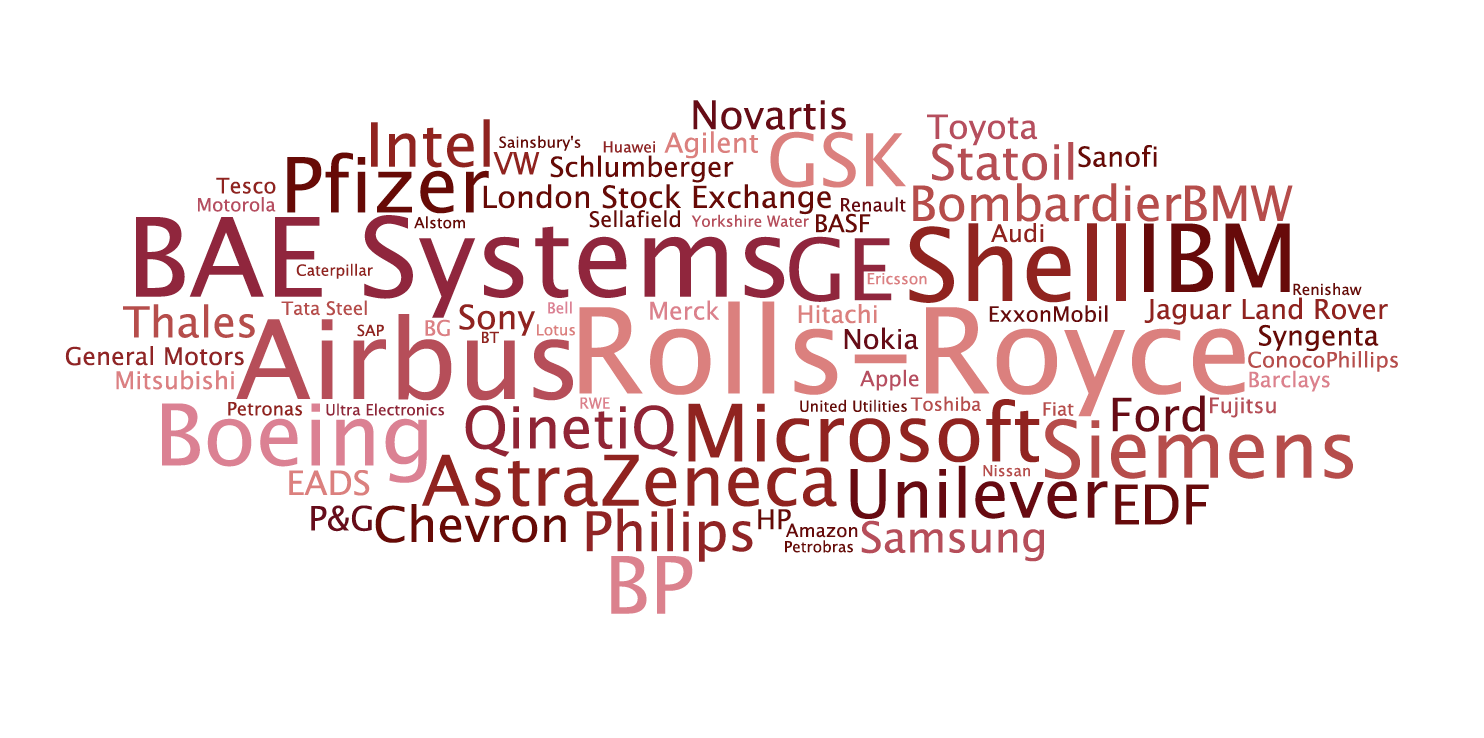 Novartis
Intel
Sainsbury's
Huawei
Agilent
GSK
Toyota
VW
Schlumberger
Statoil
Sanofi
Pfizer
Tesco
Motorola
London Stock Exchange
Renault
Bombardier
BMW
Alstom
Sellafield
Yorkshire Water
BASF
Audi
BAE Systems
GE
Shell
IBM
Caterpillar
Ericsson
Renishaw
Thales
Tata Steel
Bell
Merck
Hitachi
ExxonMobil
Jaguar Land Rover
SAP
BG
Sony
BT
Lotus
Nokia
Syngenta
General Motors
Airbus
Rolls-Royce
ConocoPhillips
Mitsubishi
Apple
Barclays
Petronas
Ultra Electronics
RWE
United Utilities
Toshiba
Fiat
Ford
Fujitsu
Boeing
QinetiQ
Microsoft
Siemens
EADS
AstraZeneca
Nissan
Unilever
EDF
P&G
Chevron
Philips
HP
Amazon
Petrobras
Samsung
BP